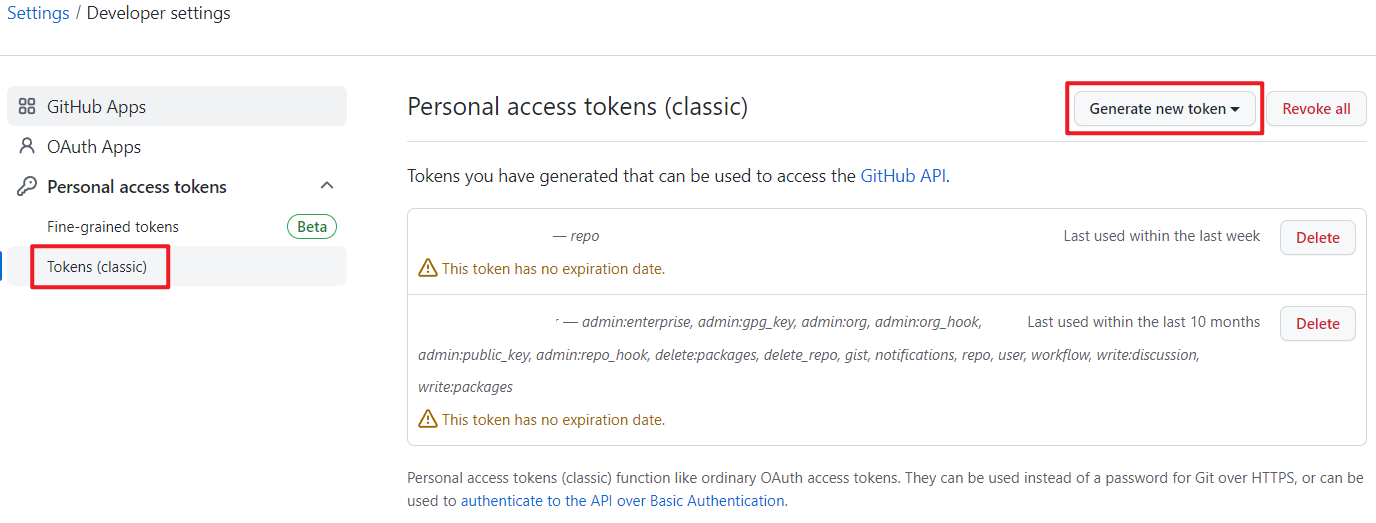 Settings / Developer settings
GitHub Apps
OAuth Apps
Personal access tokens
Fine-grained tokens Beta
Tokens (classic)
Personal access tokens (classic)
Generate new token
Revoke all
Tokens you have generated that can be used to access the GitHub API.
— repo
Last used within the last week
Delete
This token has no expiration date.
— admin:enterprise, admin:gpg_key, admin:org, admin:org_hook,
Last used within the last 10 months
Delete
admin:public_key, admin:repo_hook, delete:packages, delete_repo, gist, notifications, repo, user, workflow, write:discussion,
write:packages
This token has no expiration date.
Personal access tokens (classic) function like ordinary OAuth access tokens. They can be used instead of a password for Git over HTTPS, or can be
used to authenticate to the API over Basic Authentication.